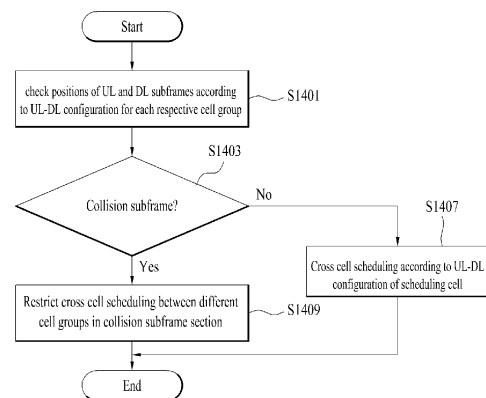 Start
check positions of UL and DL subframes according
to UL-DL configuration for each respective cell group
S1401
S1403
Collision subframe?
No
S1407
Yes
Cross cell scheduling according to UL-DL
configuration of scheduling cell
Restrict cross cell scheduling between different
cell groups in collision subframe section
S1409
End